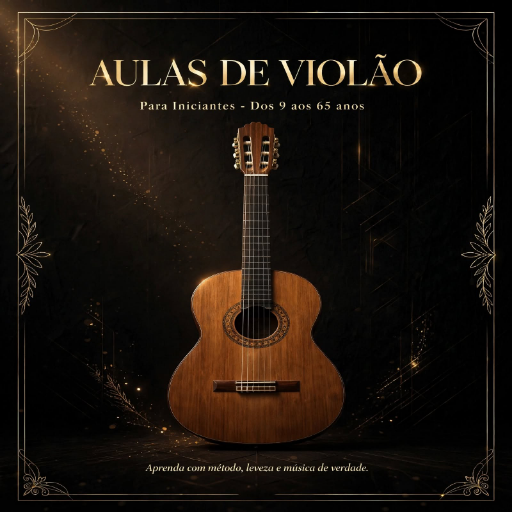 AULAS DE VIOLÃO
Para Iniciantes - Dos 9 aos 65 anos
Aprenda com método, leveza e música de verdade.